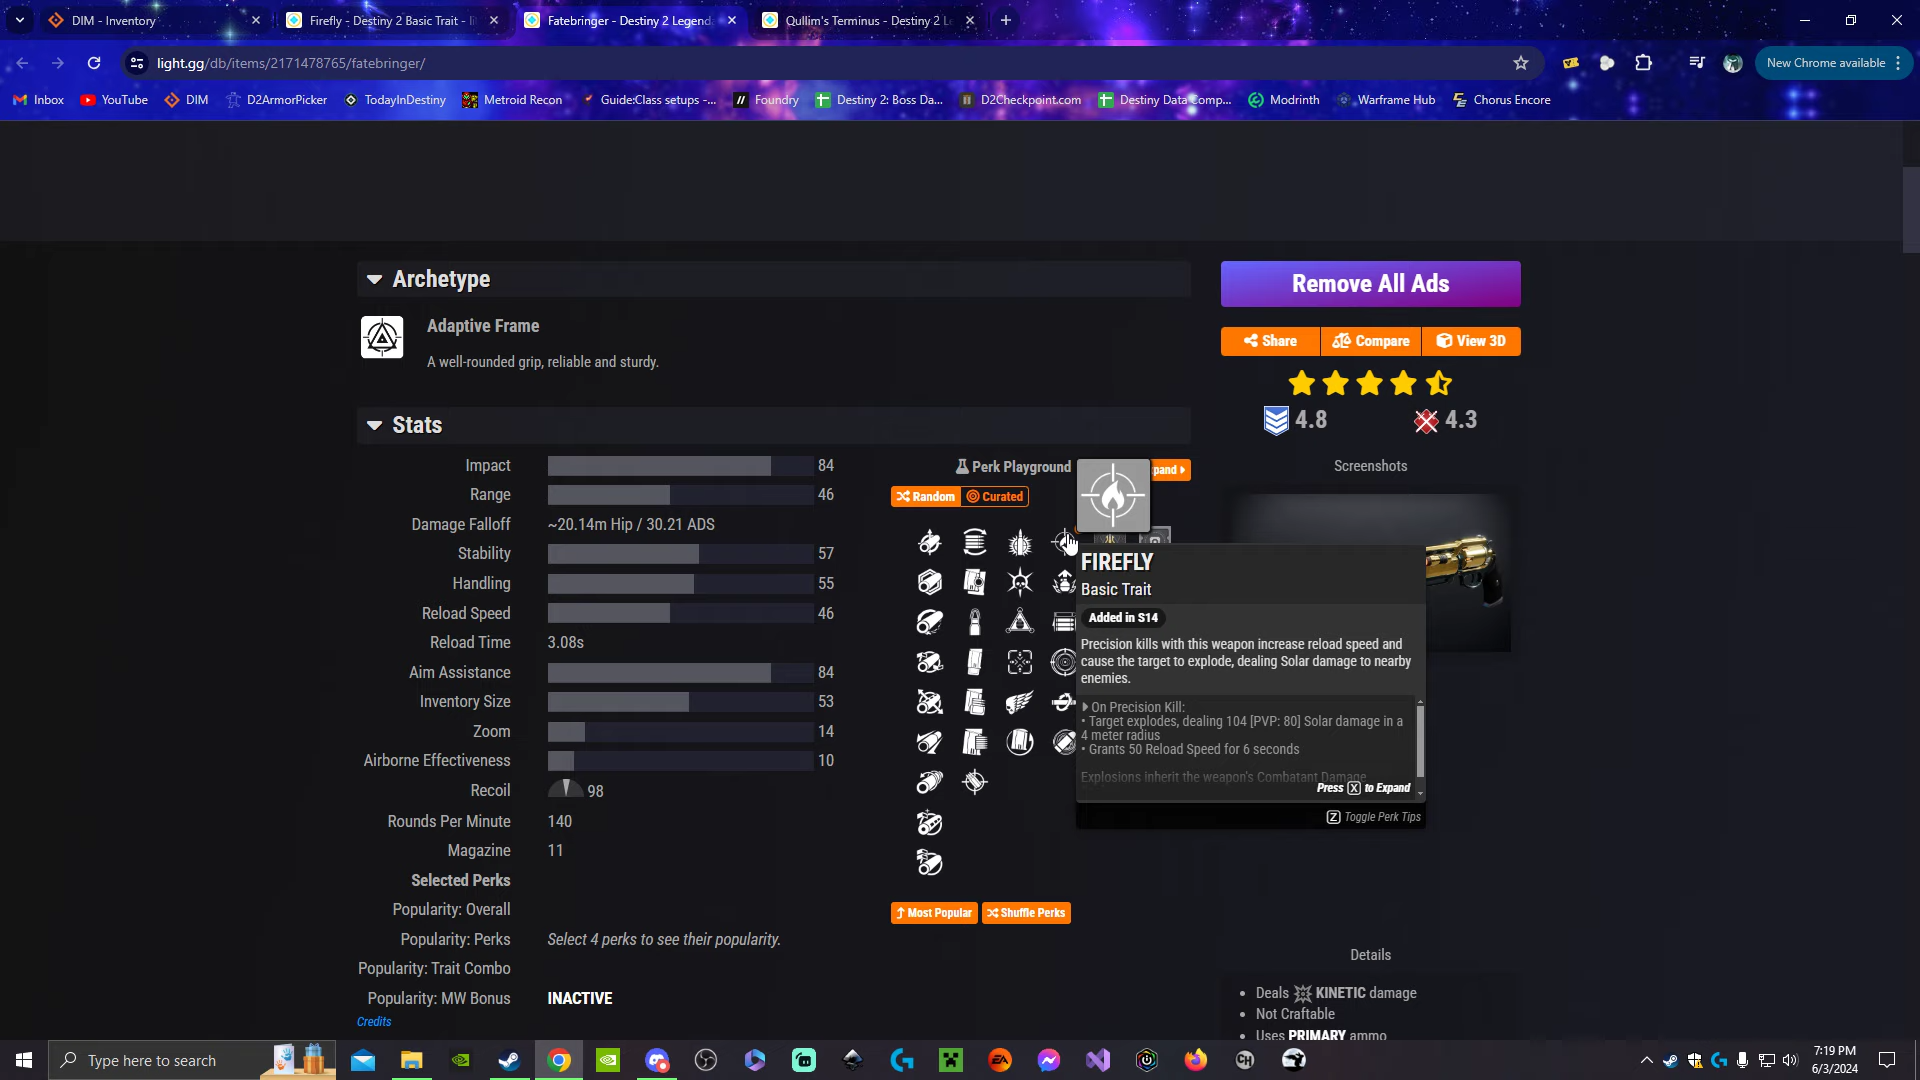 DIM - Inventory
Firefly - Destiny 2 Basic Trait - li
Fatebringer - Destiny 2 Legend
Qullim's Terminus - Destiny 2 Le
light.gg/db/items/2171478765/fatebringer/
New Chrome available
Inbox
YouTube
DIM
D2ArmorPicker
TodayInDestiny
Metroid Recon
Guide:Class setups -...
Foundry
Destiny 2: Boss Da...
D2Checkpoint.com
Destiny Data Comp...
Modrinth
Warframe Hub
Chorus Encore
Archetype
Adaptive Frame
A well-rounded grip, reliable and sturdy.
Remove All Ads
Share
Compare
View 3D
4.8
4.3
Screenshots
Stats
Impact 84
Range 46
Damage Falloff ~20.14m Hip / 30.21 ADS
Stability 57
Handling 55
Reload Speed 46
Reload Time 3.08s
Aim Assistance 84
Inventory Size 53
Zoom 14
Airborne Effectiveness 10
Recoil 98
Rounds Per Minute 140
Magazine 11
Selected Perks
Popularity: Overall
Popularity: Perks Select 4 perks to see their popularity.
Popularity: Trait Combo
Popularity: MW Bonus INACTIVE
Credits
Perk Playground
pand
Random
Curated
FIREFLY
Basic Trait
Added in S14
Precision kills with this weapon increase reload speed and
cause the target to explode, dealing Solar damage to nearby
enemies.
On Precision Kill:
• Target explodes, dealing 104 [PVP: 80] Solar damage in a
4 meter radius
• Grants 50 Reload Speed for 6 seconds
Explosions inherit the weapon's Combatant Damage
Press X to Expand
Z Toggle Perk Tips
Most Popular
Shuffle Perks
Details
• Deals KINETIC damage
• Not Craftable
• Uses PRIMARY ammo
Type here to search
7:19 PM
6/3/2024